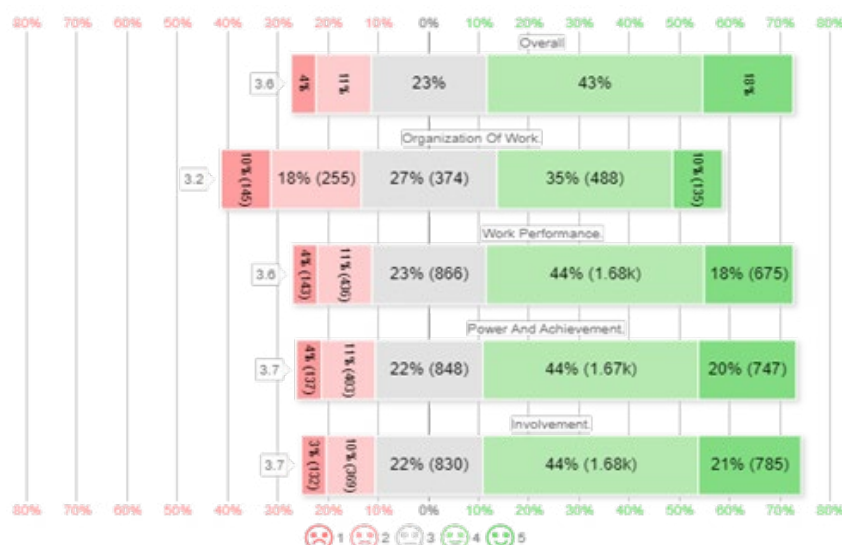 80% 70% 60% 50% 40% 30% 20% 10% 0% 10% 20% 30% 40% 50% 60% 70% 80%
Overall
3.6 4% 11% 23% 43% 18%
Organization Of Work.
3.2 10% (145) 18% (255) 27% (374) 35% (488) 10% (135)
Work Performance.
3.6 4% (143) 11% (436) 23% (866) 44% (1.68k) 18% (675)
Power And Achievement.
3.7 4% (137) 11% (403) 22% (848) 44% (1.67k) 20% (747)
Involvement.
3.7 3% (132) 10% (369) 22% (830) 44% (1.68k) 21% (785)
80% 70% 60% 50% 40% 30% 20% 10% 0% 10% 20% 30% 40% 50% 60% 70% 80%
1 2 3 4 5